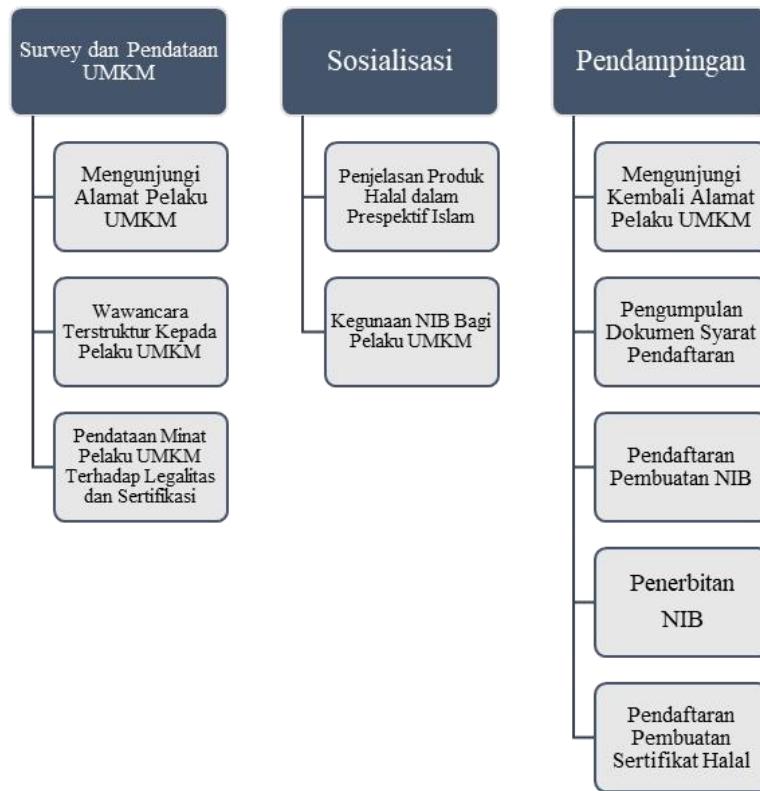 Survey dan Pendataan
UMKM
Mengunjungi
Alamat Pelaku
UMKM
Wawancara
Terstruktur Kepada
Pelaku UMKM
Pendataan Minat
Pelaku UMKM
Terhadap Legalitas
dan Sertifikasi
Sosialisasi
Penjelasan Produk
Halal dalam
Prespektif Islam
Kegunaan NIB Bagi
Pelaku UMKM
Pendampingan
Mengunjungi
Kembali Alamat
Pelaku UMKM
Pengumpulan
Dokumen Syarat
Pendaftaran
Pendaftaran
Pembuatan NIB
Penerbitan
NIB
Pendaftaran
Pembuatan
Sertifikat Halal